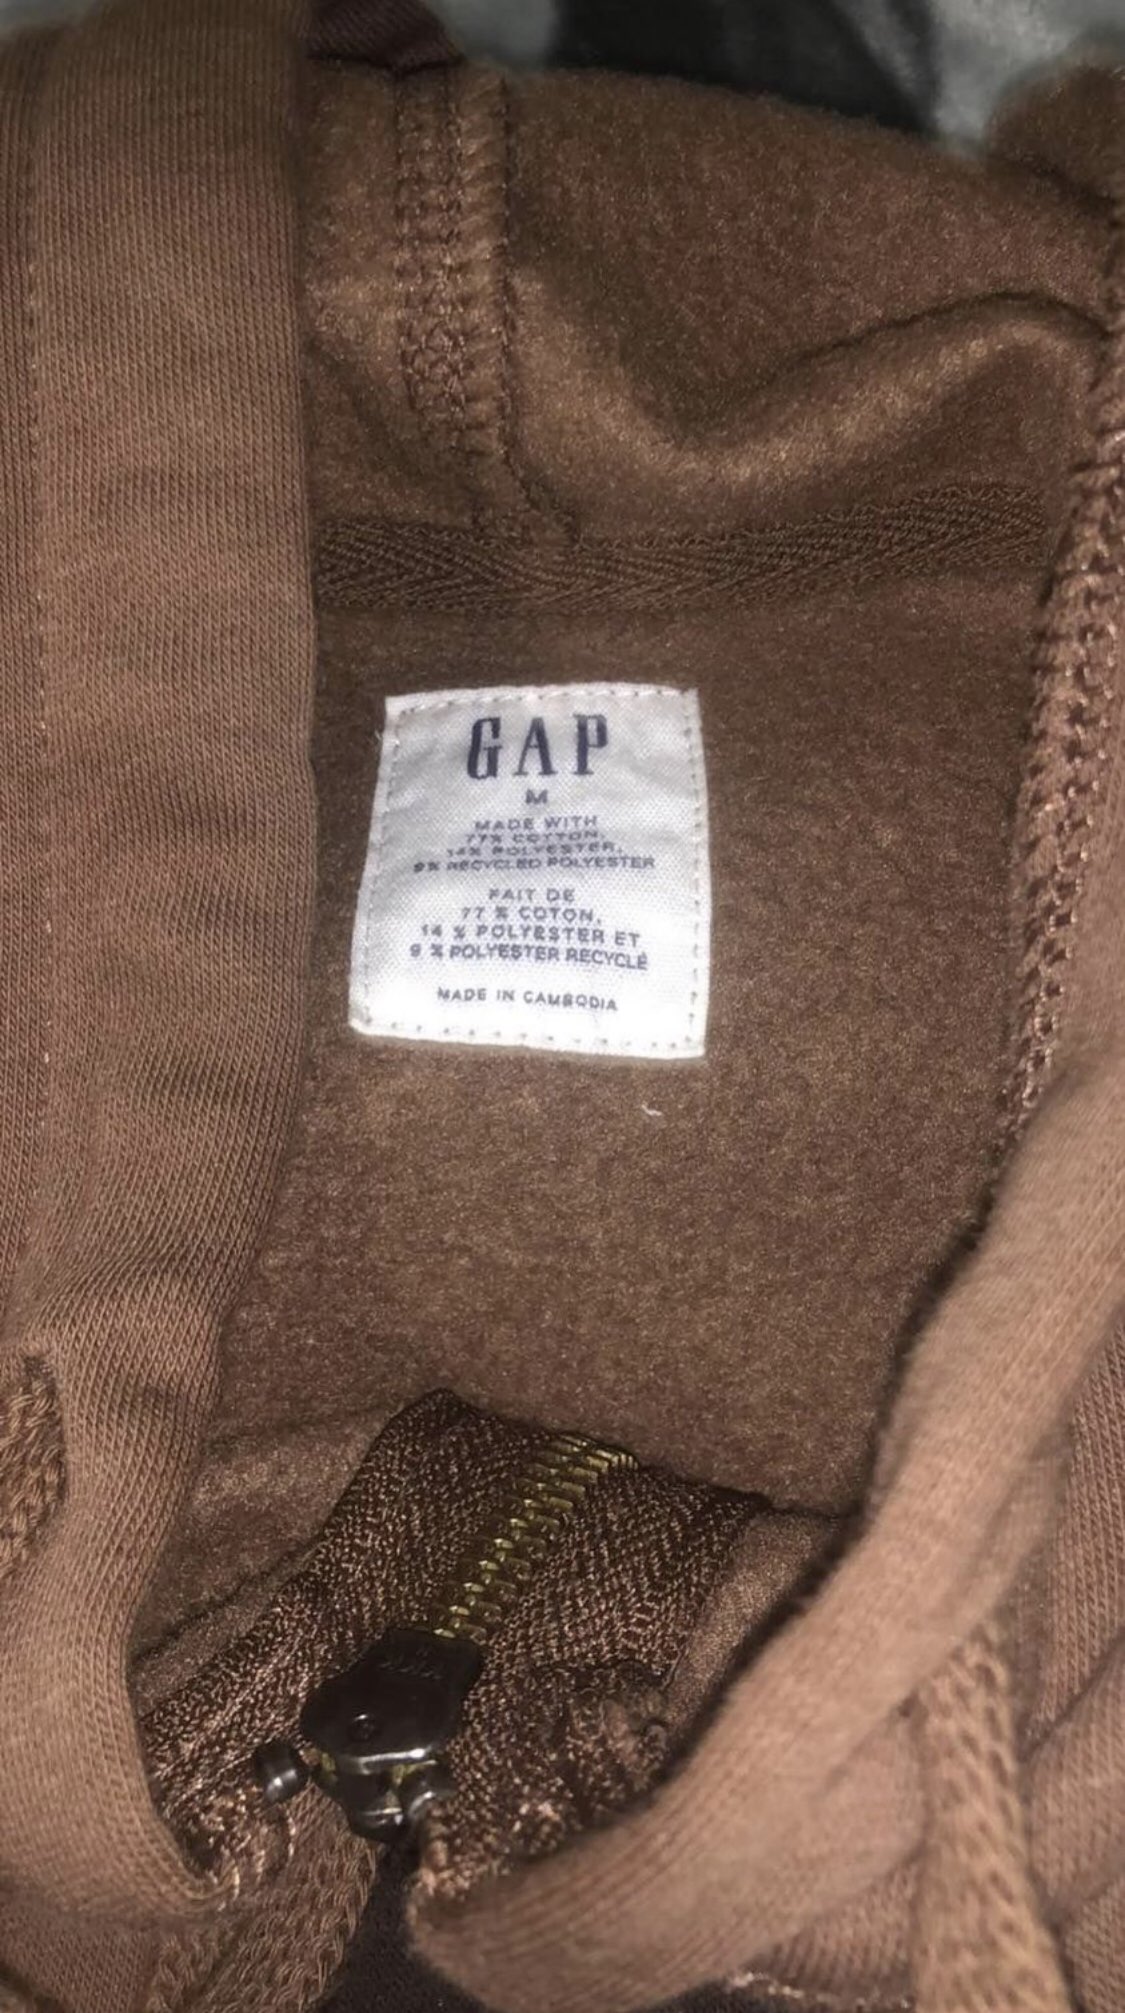 GAP
M
MADE WITH
77% COTTON,
14% POLYESTER,
9% RECYCLED POLYESTER
FAIT DE
77 % COTON,
14 % POLYESTER ET
9 % POLYESTER RECYCLÉ
MADE IN CAMBODIA